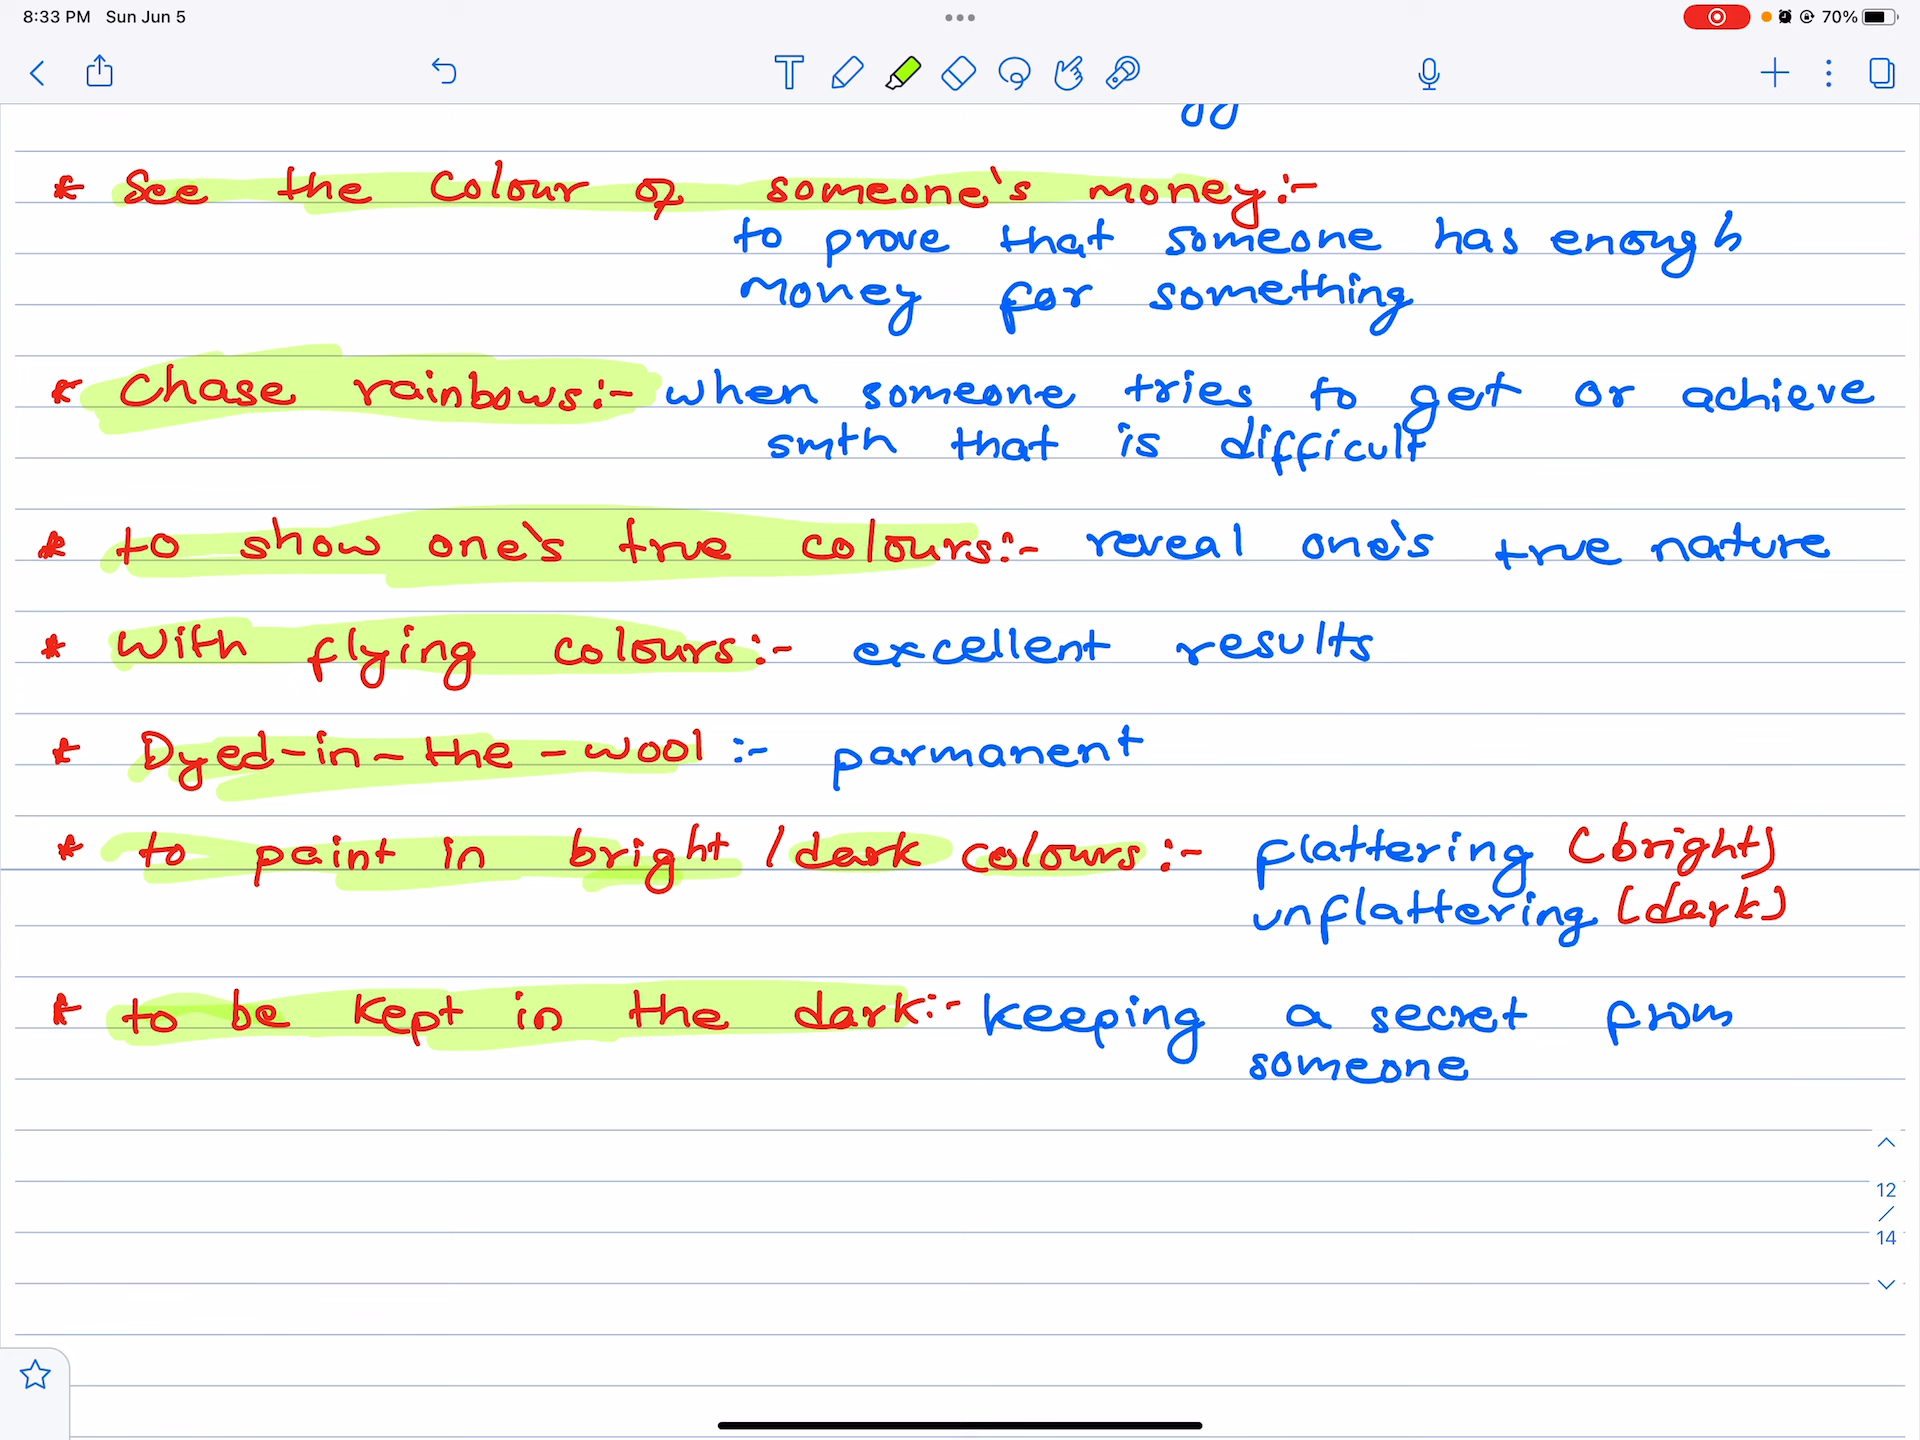 8:33 PM Sun Jun 5
70%
* See the colour of someone's money:-
to prove that someone has enough
money for something
* Chase rainbows:- when someone tries to get or achieve
smth that is difficult
* to show one's true colours:- reveal one's true nature
* With flying colours:- excellent results
* Dyed-in-the-wool :- parmanent
* to paint in bright / dark colours :- flattering (bright)
unflattering (dark)
* to be kept in the dark:- keeping a secret from
someone
12
/
14